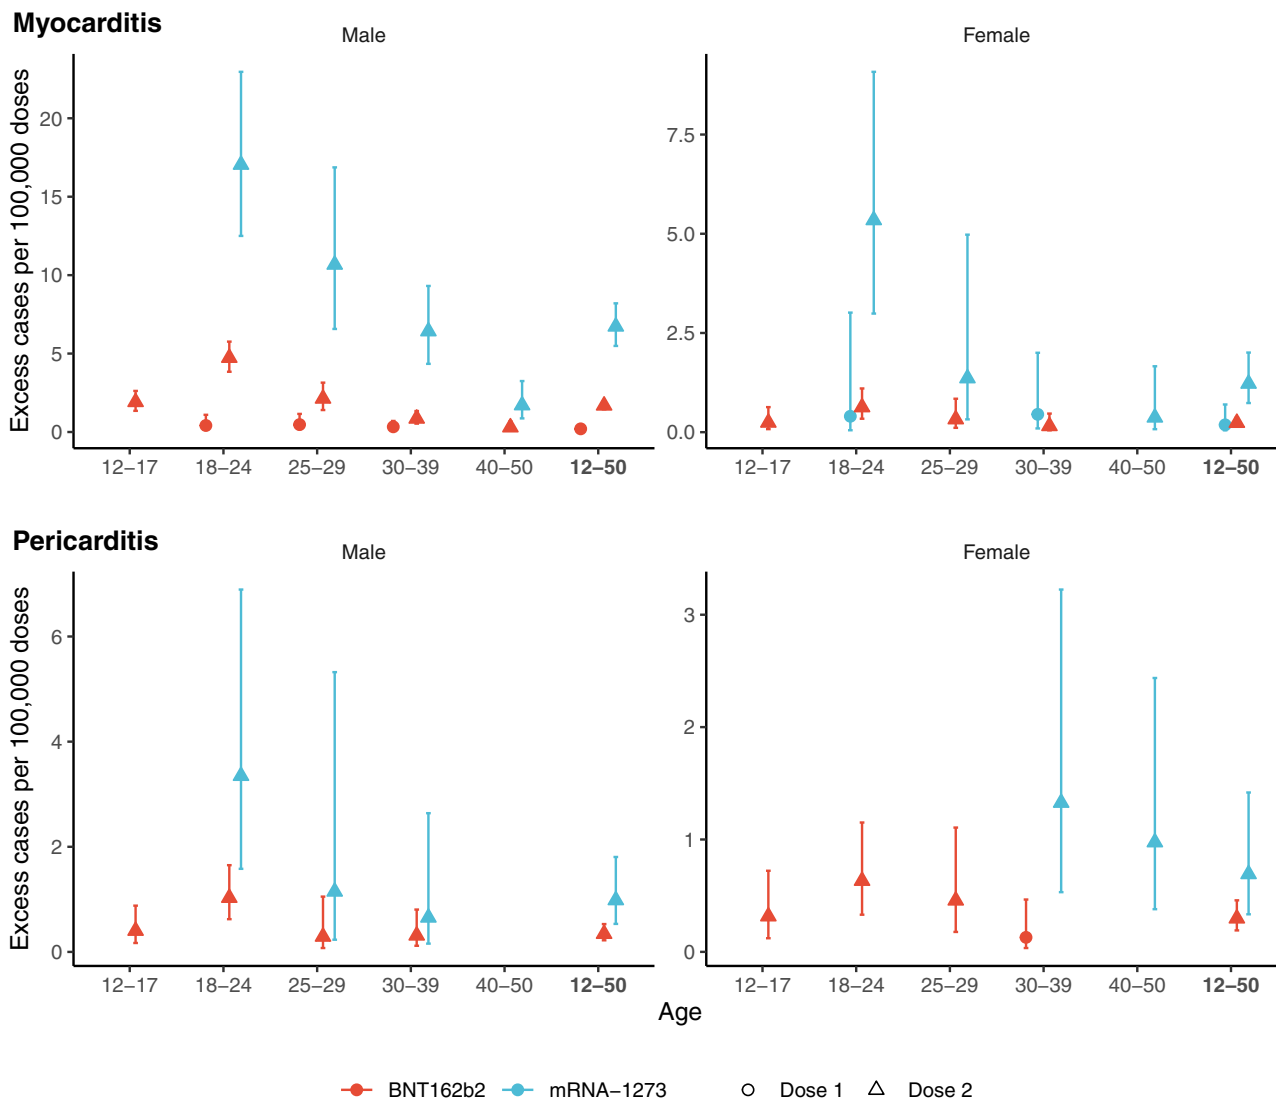 Myocarditis
Male
Female
Excess cases per 100,000 doses
20
15
10
5
0
7.5
5.0
2.5
0.0
12−17 18−24 25−29 30−39 40−50 12−50
12−17 18−24 25−29 30−39 40−50 12−50
Pericarditis
Male
Female
Excess cases per 100,000 doses
6
4
2
0
3
2
1
0
12−17 18−24 25−29 30−39 40−50 12−50
12−17 18−24 25−29 30−39 40−50 12−50
Age
BNT162b2 mRNA−1273 Dose 1 Dose 2